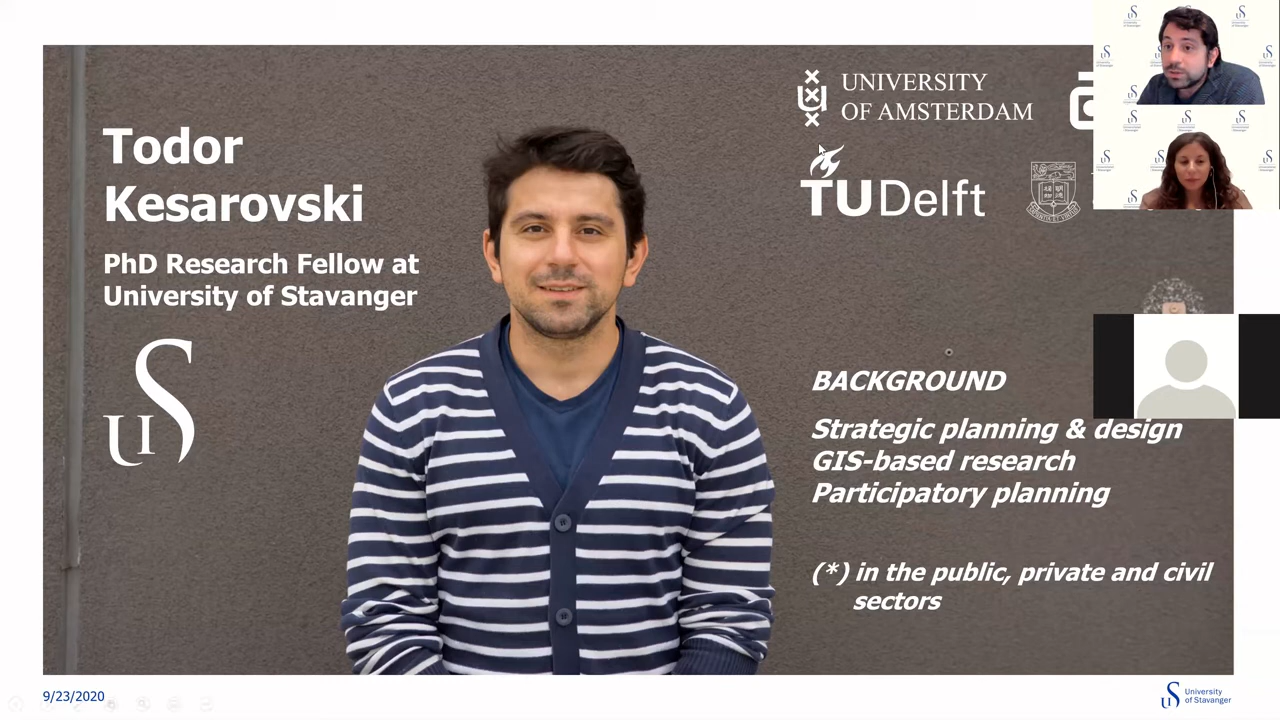 Todor
Kesarovski
PhD Research Fellow at
University of Stavanger
uiS
UNIVERSITY
OF AMSTERDAM
TUDelft
BACKGROUND
Strategic planning & design
GIS-based research
Participatory planning
(*) in the public, private and civil
sectors
9/23/2020
University
of Stavanger